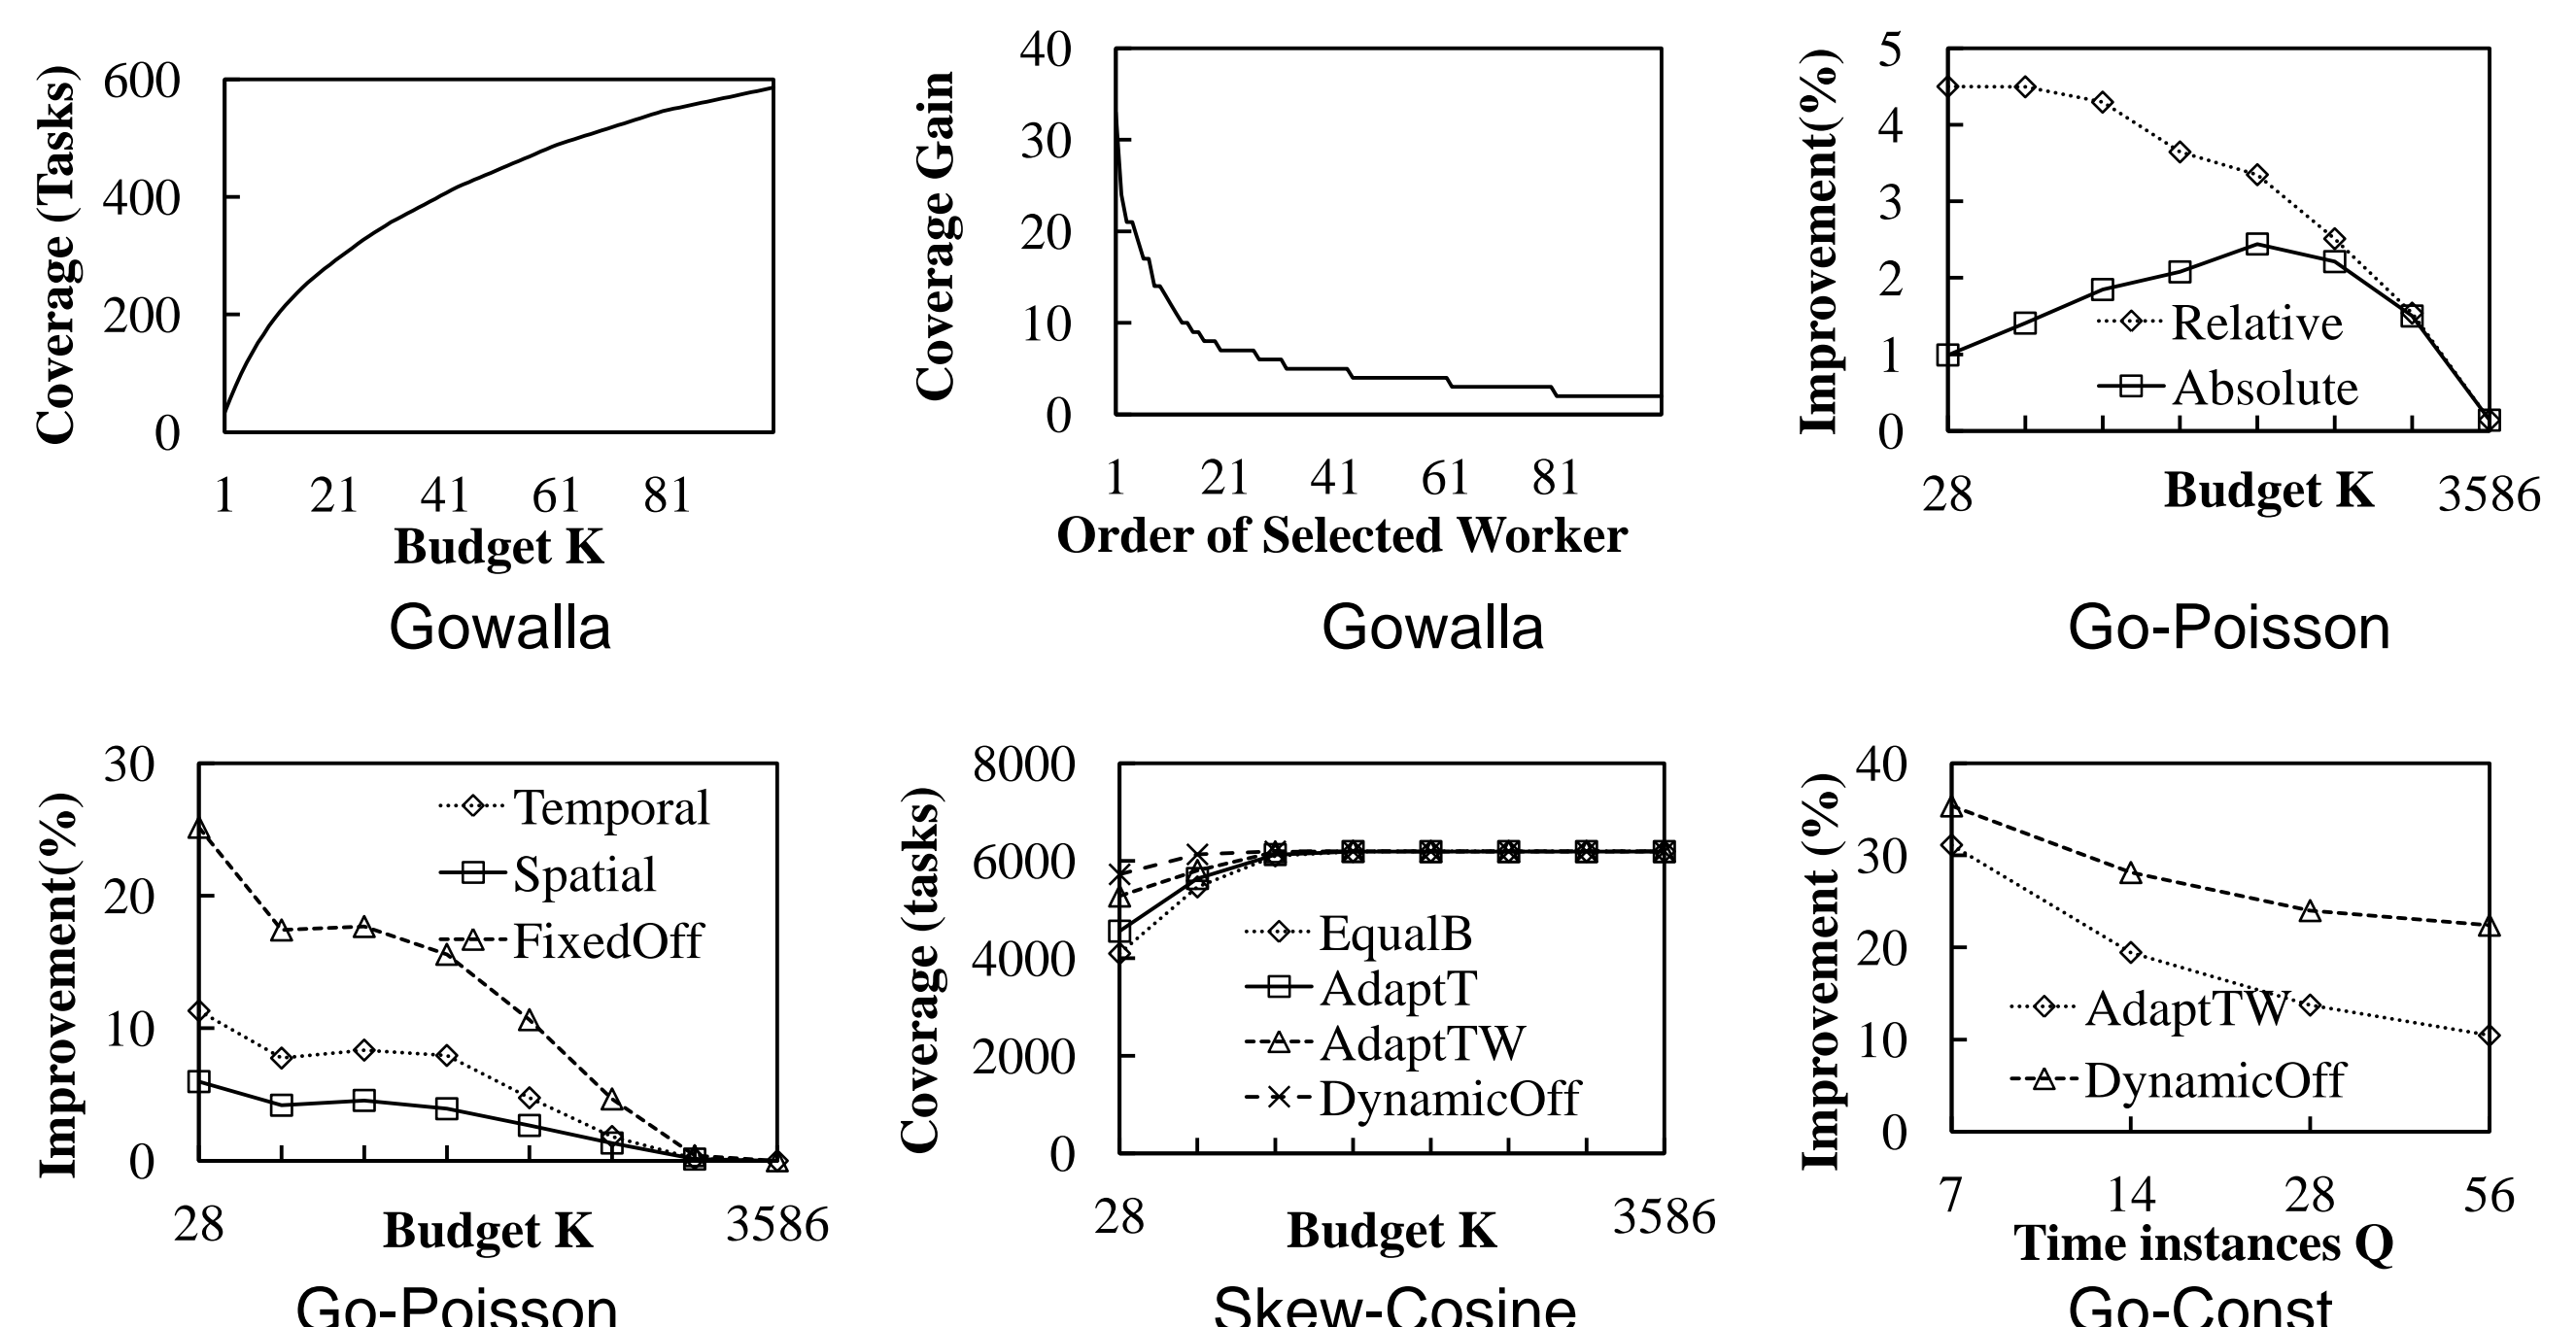 Coverage (Tasks)
600
400
200
0
1 21 41 61 81
Budget K
Gowalla
Coverage Gain
40
30
20
10
0
1 21 41 61 81
Order of Selected Worker
Gowalla
Improvement(%)
5
4
3
2
1
0
Relative
Absolute
28 Budget K 3586
Go-Poisson
Improvement(%)
30
20
10
0
Temporal
Spatial
FixedOff
28 Budget K 3586
Go-Poisson
Coverage (tasks)
8000
6000
4000
2000
0
EqualB
AdaptT
AdaptTW
DynamicOff
28 Budget K 3586
Skew-Cosine
Improvement (%)
40
30
20
10
0
AdaptTW
DynamicOff
7 14 28 56
Time instances Q
Go-Const